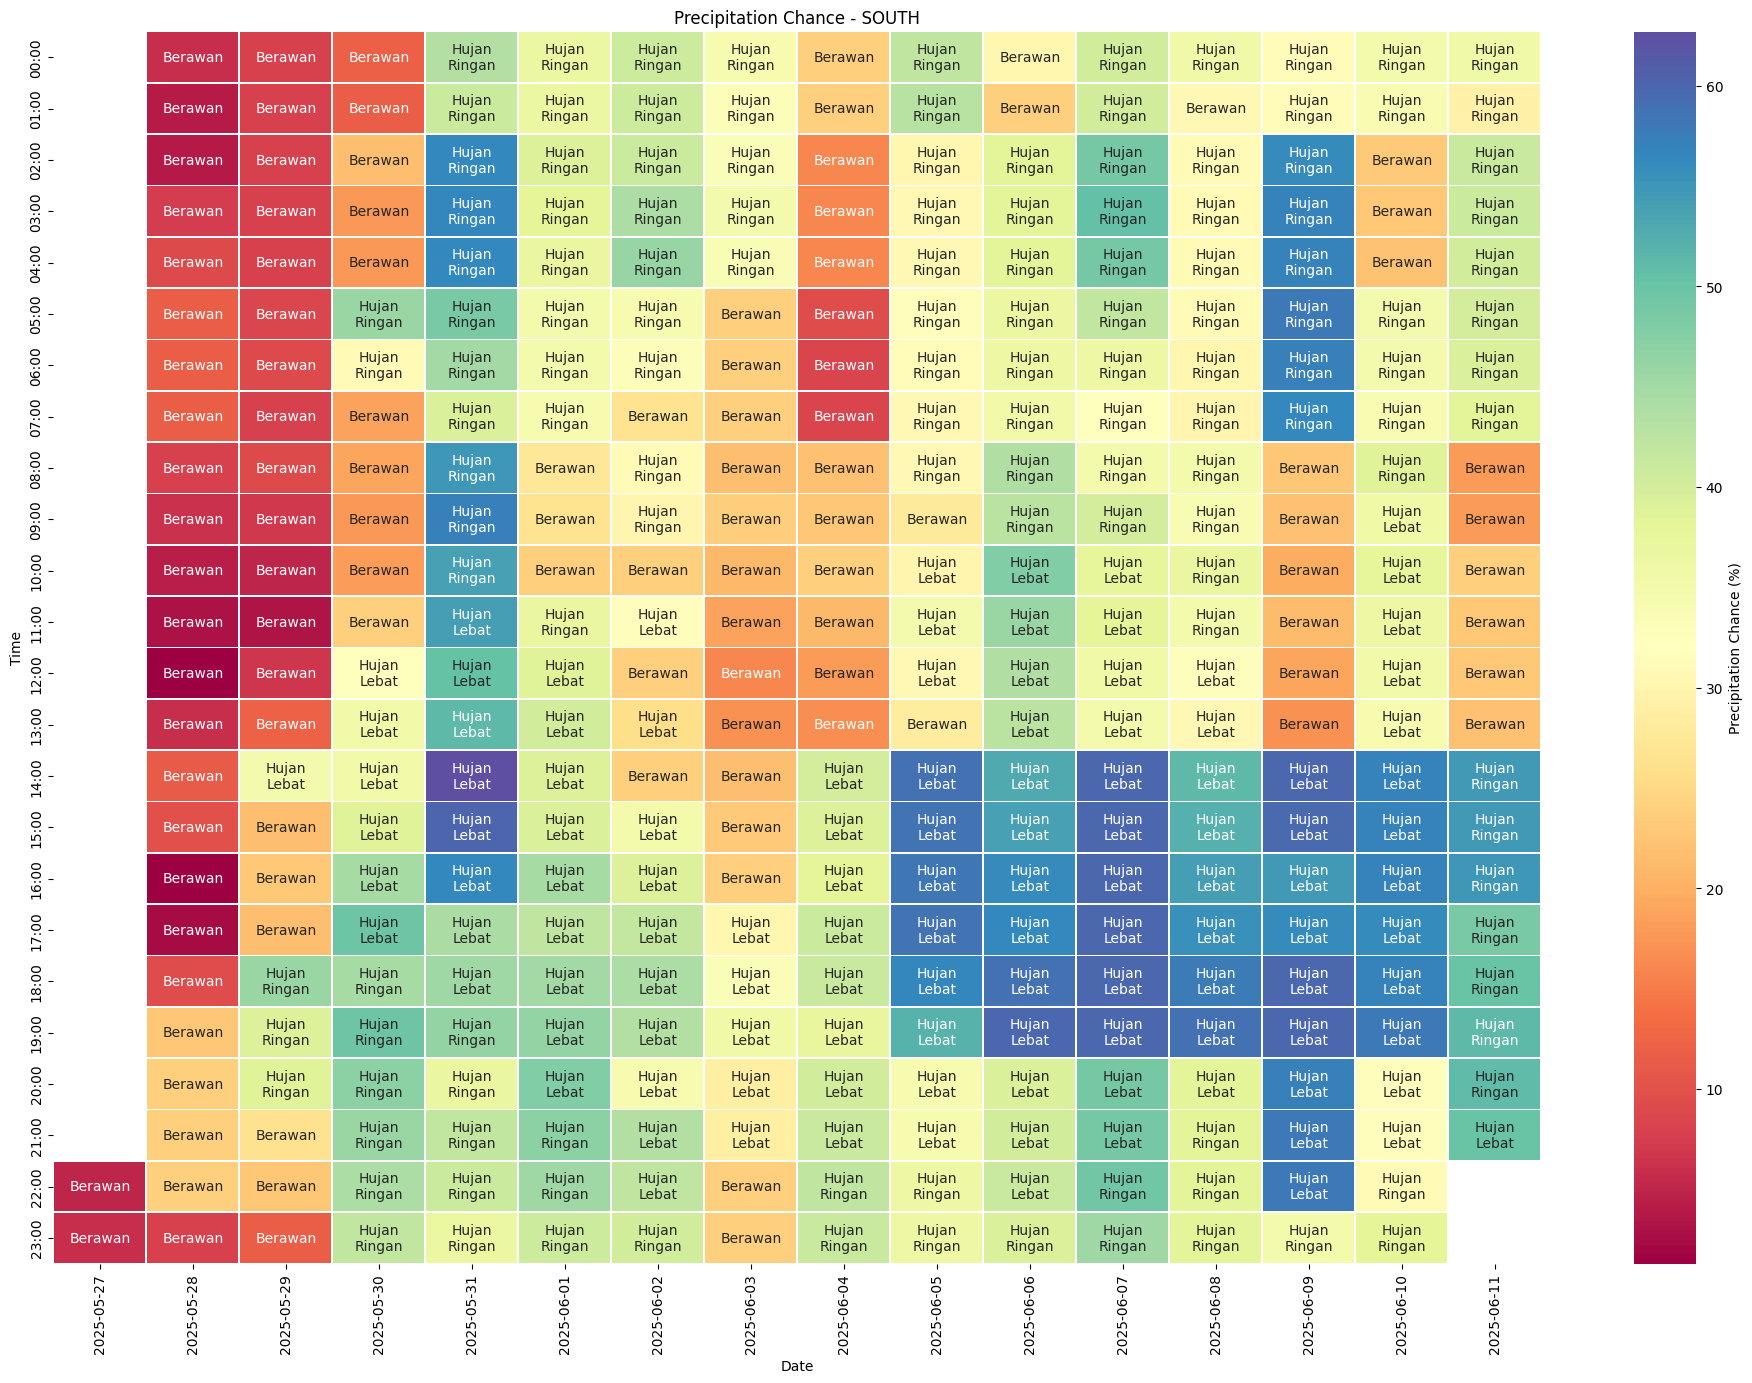 Precipitation Chance - SOUTH
00:00 Berawan Berawan Berawan Hujan Ringan Hujan Ringan Hujan Ringan Hujan Ringan Berawan Hujan Ringan Berawan Hujan Ringan Hujan Ringan Hujan Ringan Hujan Ringan Hujan Ringan
01:00 Berawan Berawan Berawan Hujan Ringan Hujan Ringan Hujan Ringan Hujan Ringan Berawan Hujan Ringan Berawan Hujan Ringan Berawan Hujan Ringan Hujan Ringan Hujan Ringan
02:00 Berawan Berawan Berawan Hujan Ringan Hujan Ringan Hujan Ringan Hujan Ringan Berawan Hujan Ringan Hujan Ringan Hujan Ringan Hujan Ringan Hujan Ringan Berawan Hujan Ringan
03:00 Berawan Berawan Berawan Hujan Ringan Hujan Ringan Hujan Ringan Hujan Ringan Berawan Hujan Ringan Hujan Ringan Hujan Ringan Hujan Ringan Hujan Ringan Berawan Hujan Ringan
04:00 Berawan Berawan Berawan Hujan Ringan Hujan Ringan Hujan Ringan Hujan Ringan Berawan Hujan Ringan Hujan Ringan Hujan Ringan Hujan Ringan Hujan Ringan Berawan Hujan Ringan
05:00 Berawan Berawan Hujan Ringan Hujan Ringan Hujan Ringan Hujan Ringan Berawan Berawan Hujan Ringan Hujan Ringan Hujan Ringan Hujan Ringan Hujan Ringan Hujan Ringan Hujan Ringan
06:00 Berawan Berawan Hujan Ringan Hujan Ringan Hujan Ringan Hujan Ringan Berawan Berawan Hujan Ringan Hujan Ringan Hujan Ringan Hujan Ringan Hujan Ringan Hujan Ringan Hujan Ringan
07:00 Berawan Berawan Berawan Hujan Ringan Hujan Ringan Berawan Berawan Berawan Hujan Ringan Hujan Ringan Hujan Ringan Hujan Ringan Hujan Ringan Hujan Ringan Hujan Ringan
08:00 Berawan Berawan Berawan Hujan Ringan Berawan Hujan Ringan Berawan Berawan Hujan Ringan Hujan Ringan Hujan Ringan Hujan Ringan Berawan Hujan Ringan Berawan
09:00 Berawan Berawan Berawan Hujan Ringan Berawan Hujan Ringan Berawan Berawan Berawan Hujan Ringan Hujan Ringan Hujan Ringan Berawan Hujan Lebat Berawan
10:00 Berawan Berawan Berawan Hujan Ringan Berawan Berawan Berawan Berawan Hujan Lebat Hujan Lebat Hujan Lebat Hujan Ringan Berawan Hujan Lebat Berawan
11:00 Berawan Berawan Berawan Hujan Lebat Hujan Ringan Hujan Lebat Berawan Berawan Hujan Lebat Hujan Lebat Hujan Lebat Hujan Ringan Berawan Hujan Lebat Berawan
12:00 Berawan Berawan Hujan Lebat Hujan Lebat Hujan Lebat Berawan Berawan Berawan Hujan Lebat Hujan Lebat Hujan Lebat Hujan Lebat Berawan Hujan Lebat Berawan
13:00 Berawan Berawan Hujan Lebat Hujan Lebat Hujan Lebat Hujan Lebat Berawan Berawan Berawan Hujan Lebat Hujan Lebat Hujan Lebat Berawan Hujan Lebat Berawan
14:00 Berawan Hujan Lebat Hujan Lebat Hujan Lebat Hujan Lebat Berawan Berawan Hujan Lebat Hujan Lebat Hujan Lebat Hujan Lebat Hujan Lebat Hujan Lebat Hujan Lebat Hujan Ringan
15:00 Berawan Berawan Hujan Lebat Hujan Lebat Hujan Lebat Hujan Lebat Berawan Hujan Lebat Hujan Lebat Hujan Lebat Hujan Lebat Hujan Lebat Hujan Lebat Hujan Lebat Hujan Ringan
16:00 Berawan Berawan Hujan Lebat Hujan Lebat Hujan Lebat Hujan Lebat Berawan Hujan Lebat Hujan Lebat Hujan Lebat Hujan Lebat Hujan Lebat Hujan Lebat Hujan Lebat Hujan Ringan
17:00 Berawan Berawan Hujan Lebat Hujan Lebat Hujan Lebat Hujan Lebat Hujan Lebat Hujan Lebat Hujan Lebat Hujan Lebat Hujan Lebat Hujan Lebat Hujan Lebat Hujan Lebat Hujan Ringan
18:00 Berawan Hujan Ringan Hujan Ringan Hujan Lebat Hujan Lebat Hujan Lebat Hujan Lebat Hujan Lebat Hujan Lebat Hujan Lebat Hujan Lebat Hujan Lebat Hujan Lebat Hujan Lebat Hujan Ringan
19:00 Berawan Hujan Ringan Hujan Ringan Hujan Ringan Hujan Lebat Hujan Lebat Hujan Lebat Hujan Lebat Hujan Lebat Hujan Lebat Hujan Lebat Hujan Lebat Hujan Lebat Hujan Lebat Hujan Ringan
20:00 Berawan Hujan Ringan Hujan Ringan Hujan Ringan Hujan Lebat Hujan Lebat Hujan Lebat Hujan Lebat Hujan Lebat Hujan Lebat Hujan Lebat Hujan Lebat Hujan Lebat Hujan Lebat Hujan Ringan
21:00 Berawan Berawan Hujan Ringan Hujan Ringan Hujan Ringan Hujan Lebat Hujan Lebat Hujan Lebat Hujan Lebat Hujan Lebat Hujan Lebat Hujan Ringan Hujan Lebat Hujan Lebat Hujan Lebat
22:00 Berawan Berawan Berawan Hujan Ringan Hujan Ringan Hujan Ringan Hujan Lebat Berawan Hujan Ringan Hujan Ringan Hujan Lebat Hujan Ringan Hujan Ringan Hujan Lebat Hujan Ringan
23:00 Berawan Berawan Berawan Hujan Ringan Hujan Ringan Hujan Ringan Hujan Ringan Berawan Hujan Ringan Hujan Ringan Hujan Ringan Hujan Ringan Hujan Ringan Hujan Ringan Hujan Ringan
Time
2025-05-27 2025-05-28 2025-05-29 2025-05-30 2025-05-31 2025-06-01 2025-06-02 2025-06-03 2025-06-04 2025-06-05 2025-06-06 2025-06-07 2025-06-08 2025-06-09 2025-06-10 2025-06-11
Date
60
50
40
30
20
10
Precipitation Chance (%)